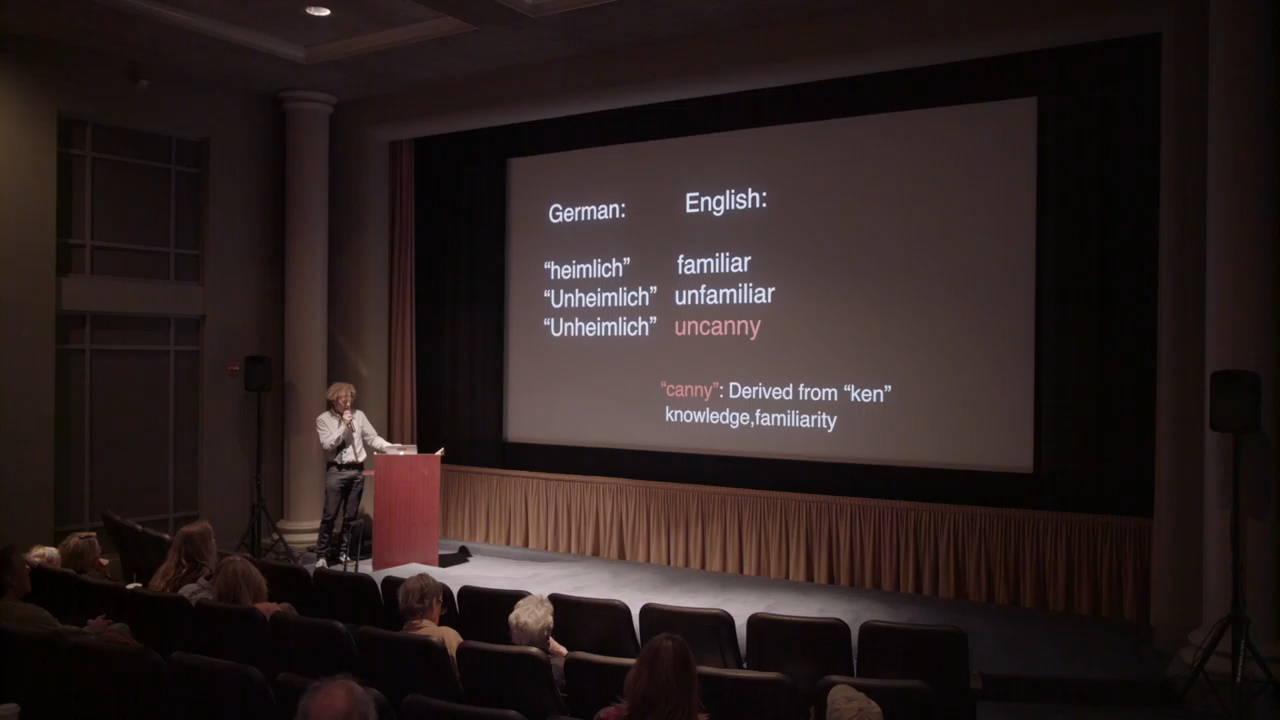 German: English:
“heimlich” familiar
“Unheimlich” unfamiliar
“Unheimlich” uncanny
“canny”: Derived from “ken”
knowledge,familiarity